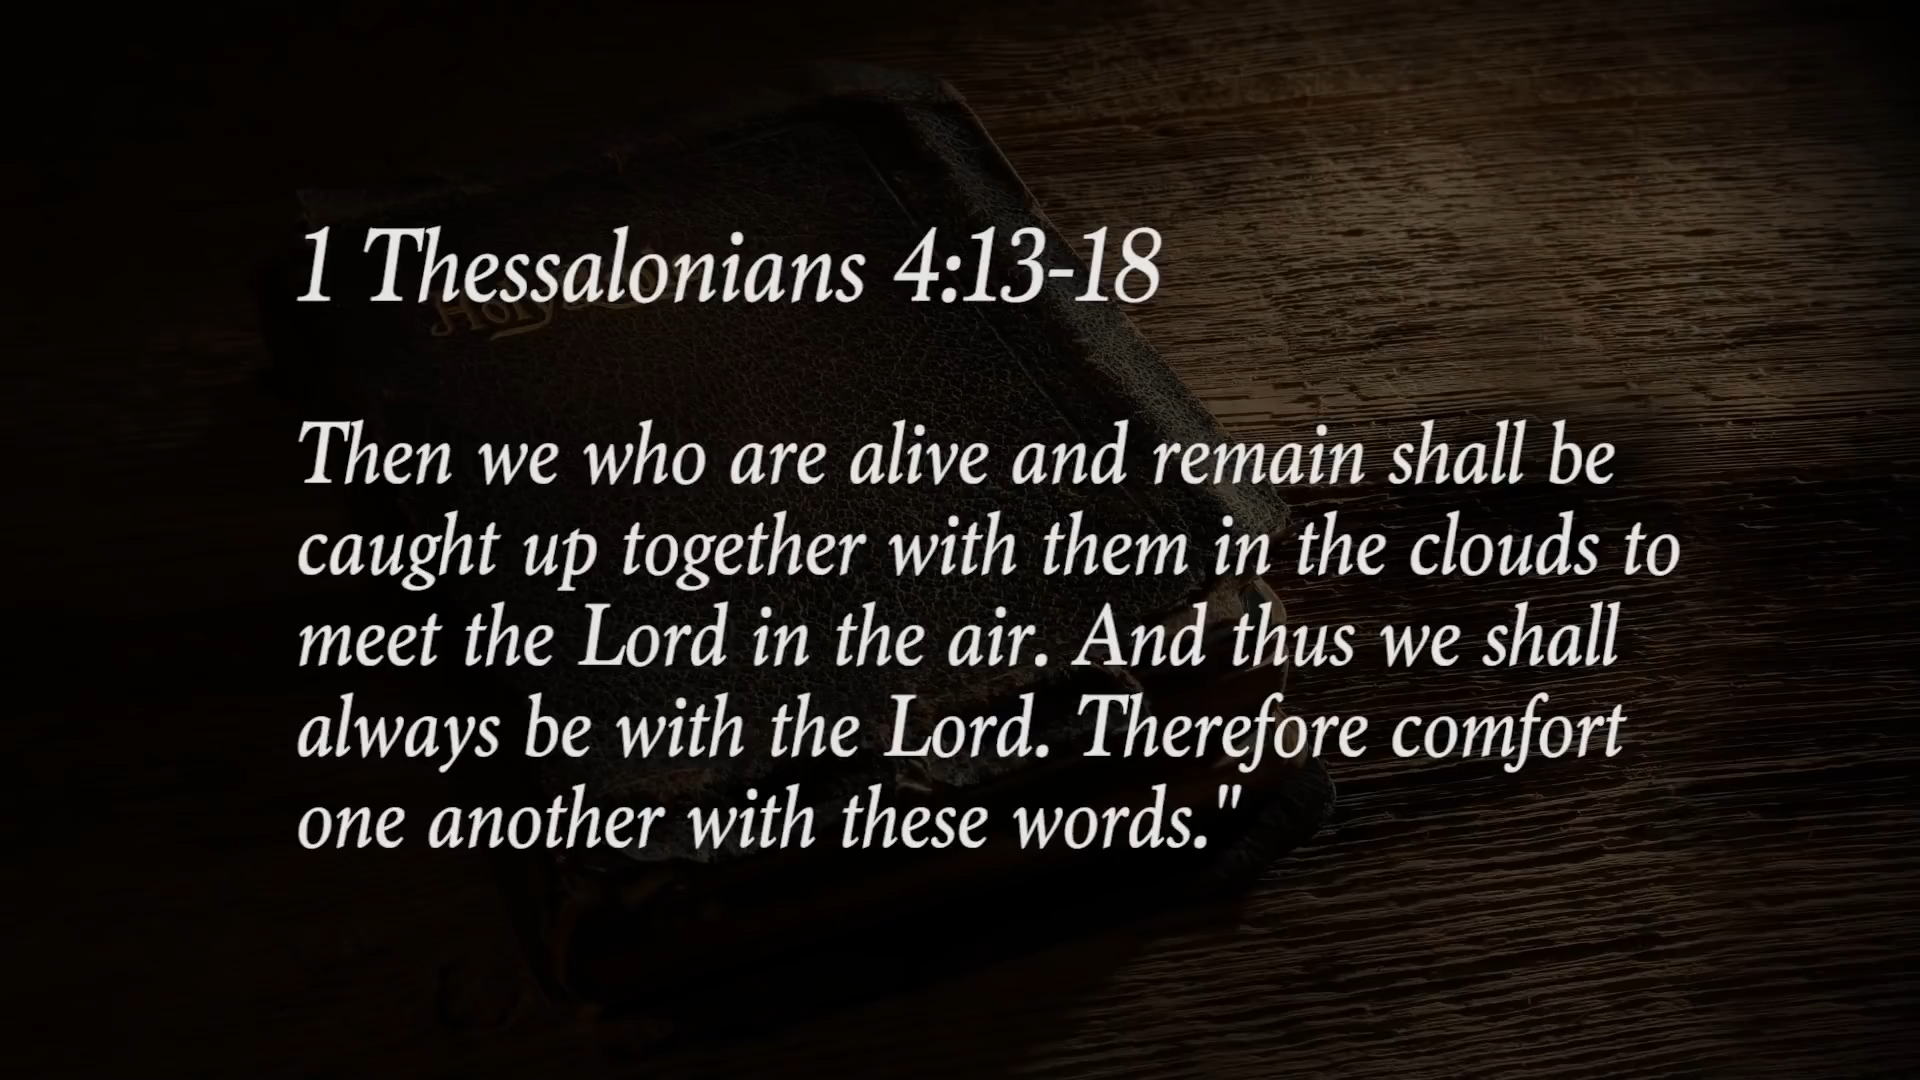 1 Thessalonians 4:13-18
Holy
Then we who are alive and remain shall be
caught up together with them in the clouds to
meet the Lord in the air. And thus we shall
always be with the Lord. Therefore comfort
one another with these words."